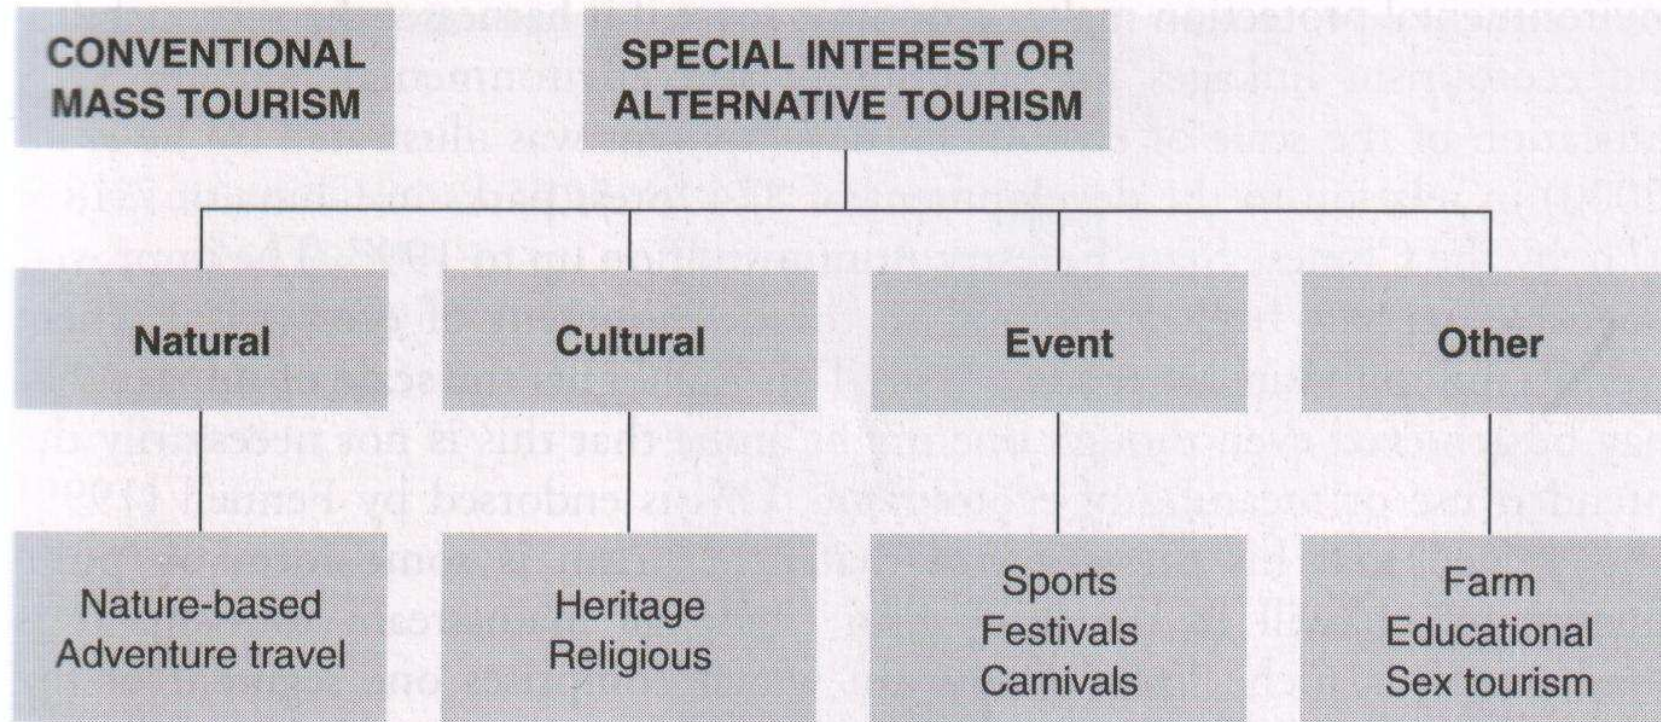 CONVENTIONAL
MASS TOURISM
SPECIAL INTEREST OR
ALTERNATIVE TOURISM
Natural
Cultural
Event
Other
Nature-based
Adventure travel
Heritage
Religious
Sports
Festivals
Carnivals
Farm
Educational
Sex tourism